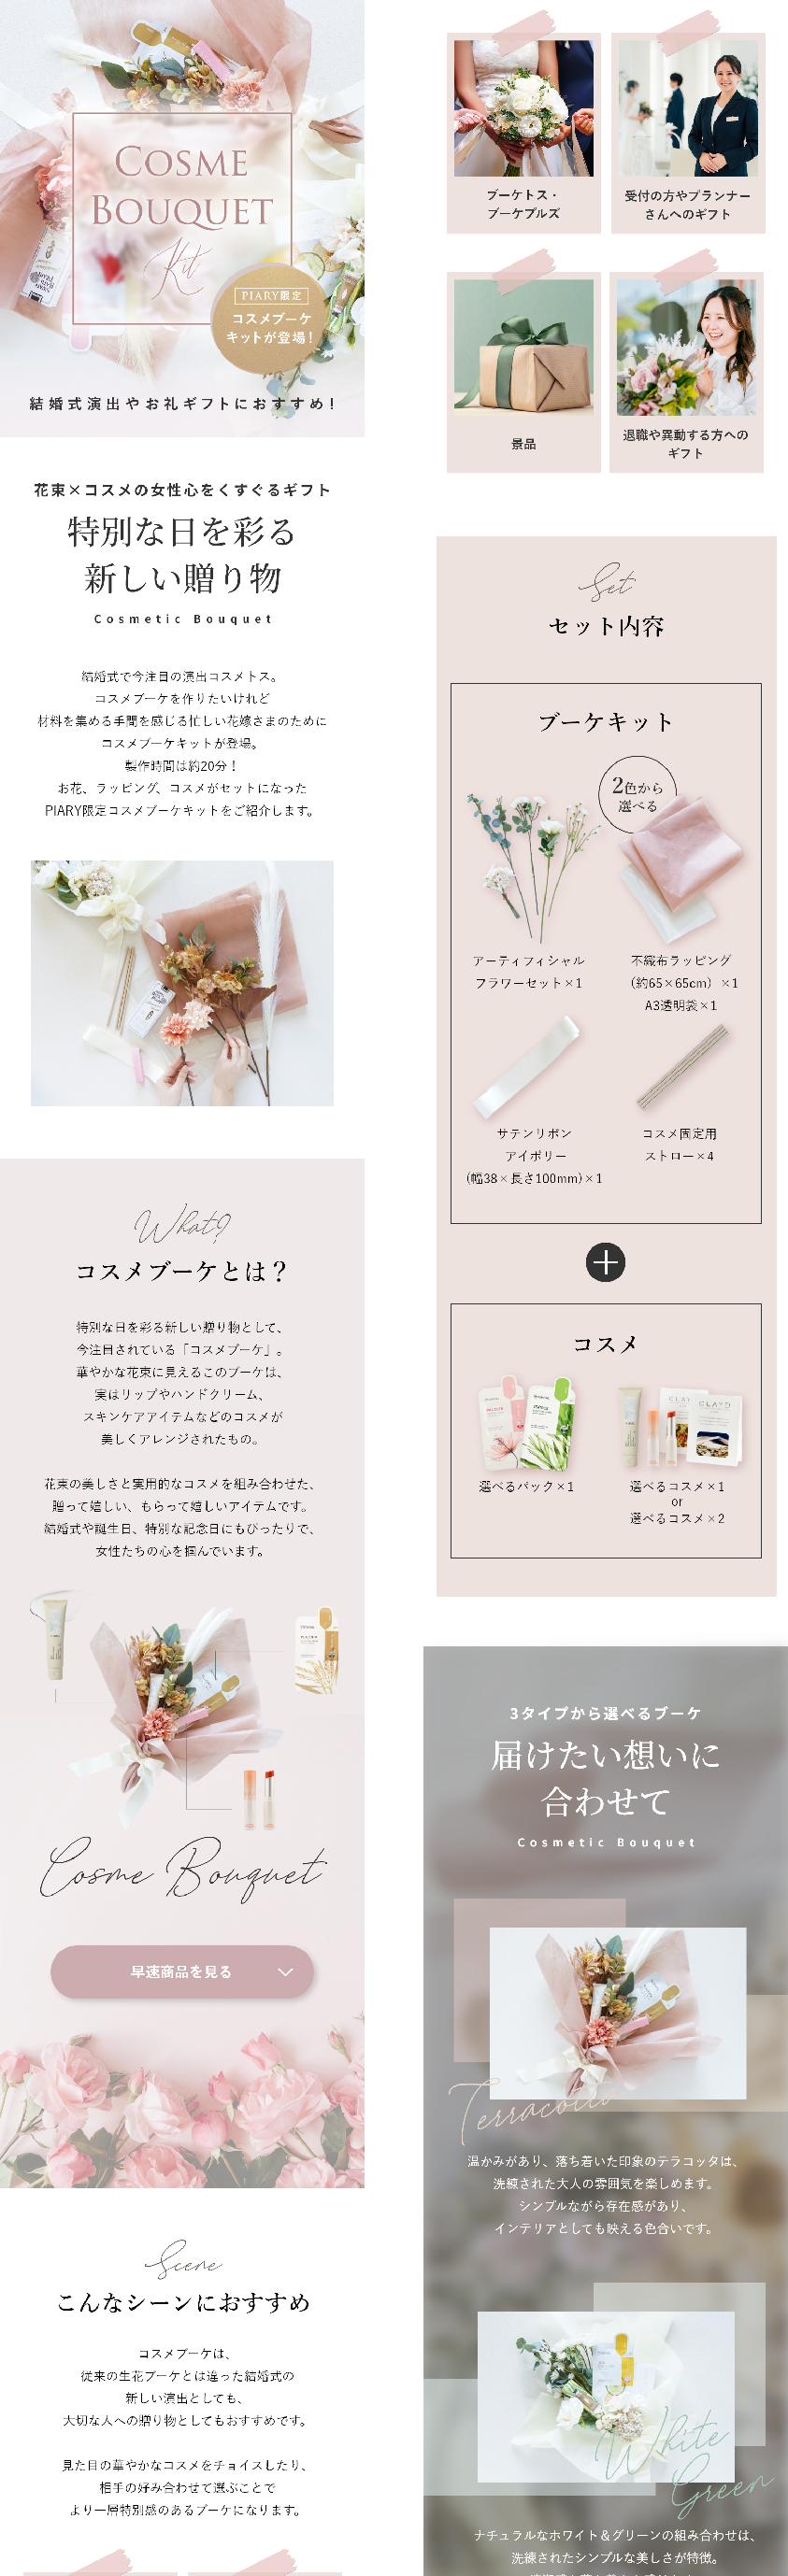 COSME
BOUQUET
Kit
PIARY限定
コスメブーケ
キットが登場！
結婚式演出やお礼ギフトにおすすめ！
花束×コスメの女性心をくすぐるギフト
特別な日を彩る
新しい贈り物
Cosmetic Bouquet
結婚式で今注目の演出コスメトス。
コスメブーケを作りたいけれど
材料を集める手間を感じる忙しい花嫁さまのために
コスメブーケキットが登場。
製作時間は約20分！
お花、ラッピング、コスメがセットになった
PIARY限定コスメブーケキットをご紹介します。
What?
コスメブーケとは？
特別な日を彩る新しい贈り物として、
今注目されている「コスメブーケ」。
華やかな花束に見えるこのブーケは、
実はリップやハンドクリーム、
スキンケアアイテムなどのコスメが
美しくアレンジされたもの。
花束の美しさと実用的なコスメを組み合わせた、
贈って嬉しい、もらって嬉しいアイテムです。
結婚式や誕生日、特別な記念日にもぴったりで、
女性たちの心を掴んでいます。
Cosme Bouquet
早速商品を見る
Scene
こんなシーンにおすすめ
コスメブーケは、
従来の生花ブーケとは違った結婚式の
新しい演出としても、
大切な人への贈り物としてもおすすめです。
見た目の華やかなコスメをチョイスしたり、
相手の好み合わせて選ぶことで
より一層特別感のあるブーケになります。
ブーケトス・
ブーケプルズ
受付の方やプランナー
さんへのギフト
景品
退職や異動する方への
ギフト
Set
セット内容
ブーケキット
2色から
選べる
アーティフィシャル
フラワーセット×1
不織布ラッピング
（約65×65cm）×1
A3透明袋×1
サテンリボン
アイボリー
(幅38×長さ100mm)×1
コスメ固定用
ストロー×4
コスメ
CLAYD
選べるパック×1
選べるコスメ×1
or
選べるコスメ×2
3タイプから選べるブーケ
届けたい想いに
合わせて
Cosmetic Bouquet
Terracotta
温かみがあり、落ち着いた印象のテラコッタは、
洗練された大人の雰囲気を楽しめます。
シンプルながら存在感があり、
インテリアとしても映える色合いです。
White
Green
ナチュラルなホワイト＆グリーンの組み合わせは、
洗練されたシンプルな美しさが特徴。